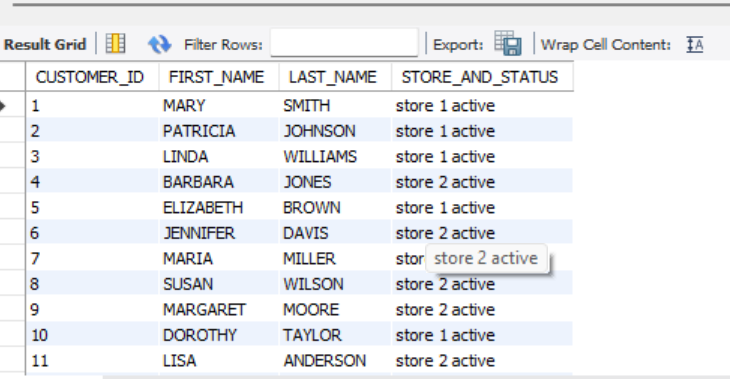 Result Grid Filter Rows: Export: Wrap Cell Content: IA
CUSTOMER_ID FIRST_NAME LAST_NAME STORE_AND_STATUS
1 MARY SMITH store 1 active
2 PATRICIA JOHNSON store 1 active
3 LINDA WILLIAMS store 1 active
4 BARBARA JONES store 2 active
5 ELIZABETH BROWN store 1 active
6 JENNIFER DAVIS store 2 active
7 MARIA MILLER stor store 2 active
8 SUSAN WILSON store 2 active
9 MARGARET MOORE store 2 active
10 DOROTHY TAYLOR store 1 active
11 LISA ANDERSON store 2 active